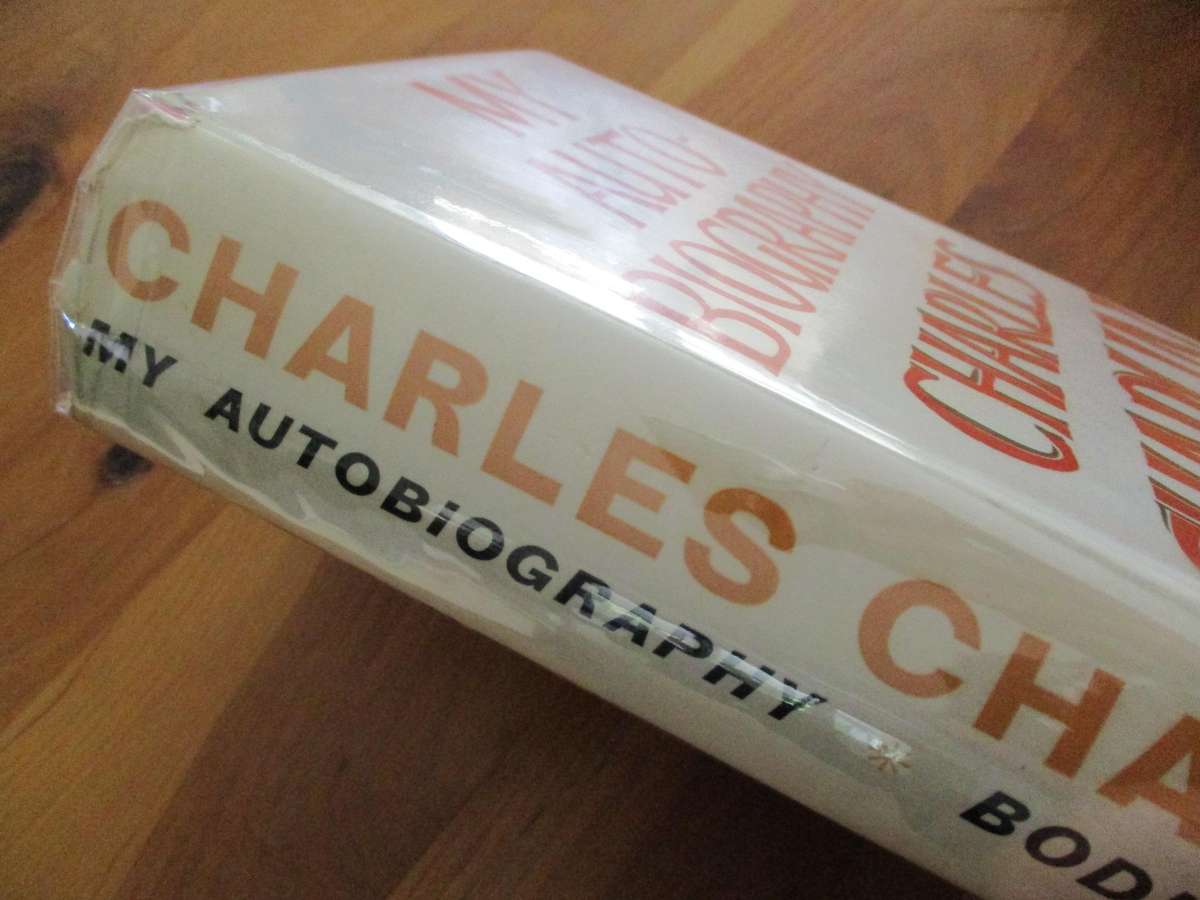 CHARLES CHA
MY AUTOBIOGRAPHY * BOD
MY
AUTO-
BIOGRAPHY
CHARLES